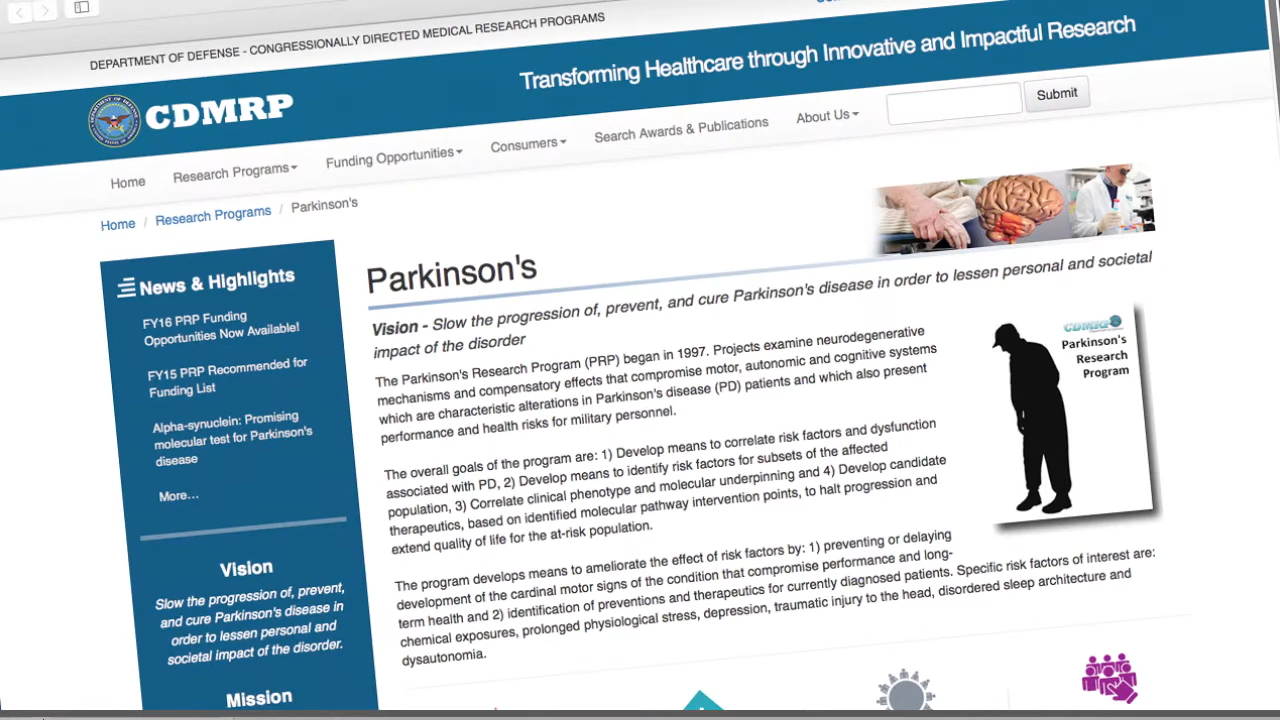 DEPARTMENT OF DEFENSE - CONGRESSIONALLY DIRECTED MEDICAL RESEARCH PROGRAMS
CDMRP
Transforming Healthcare through Innovative and Impactful Research
Home
Research Programs
Funding Opportunities
Consumers
Search Awards & Publications
About Us
Submit
Home / Research Programs / Parkinson's
News & Highlights
FY16 PRP Funding
Opportunities Now Available!
FY15 PRP Recommended for
Funding List
Alpha-synuclein: Promising
molecular test for Parkinson's
disease
More...
Vision
Slow the progression of, prevent,
and cure Parkinson's disease in
order to lessen personal and
societal impact of the disorder.
Mission
Parkinson's
Vision - Slow the progression of, prevent, and cure Parkinson's disease in order to lessen personal and societal
impact of the disorder
The Parkinson's Research Program (PRP) began in 1997. Projects examine neurodegenerative
mechanisms and compensatory effects that compromise motor, autonomic and cognitive systems
which are characteristic alterations in Parkinson's disease (PD) patients and which also present
performance and health risks for military personnel.
The overall goals of the program are: 1) Develop means to correlate risk factors and dysfunction
associated with PD, 2) Develop means to identify risk factors for subsets of the affected
population, 3) Correlate clinical phenotype and molecular underpinning and 4) Develop candidate
therapeutics, based on identified molecular pathway intervention points, to halt progression and
extend quality of life for the at-risk population.
The program develops means to ameliorate the effect of risk factors by: 1) preventing or delaying
development of the cardinal motor signs of the condition that compromise performance and long-
term health and 2) identification of preventions and therapeutics for currently diagnosed patients. Specific risk factors of interest are:
chemical exposures, prolonged physiological stress, depression, traumatic injury to the head, disordered sleep architecture and
dysautonomia.
CDMRP
Parkinson's
Research
Program